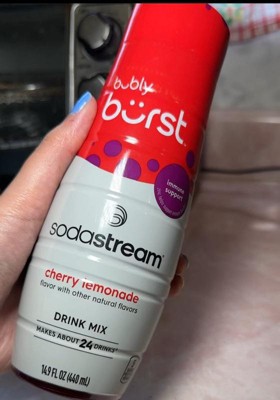 bubly
bürst
immune
support
sodastream
cherry lemonade
flavor with other natural flavors
DRINK MIX
MAKES ABOUT 24 DRINKS*
14.9 FL OZ (440 mL)